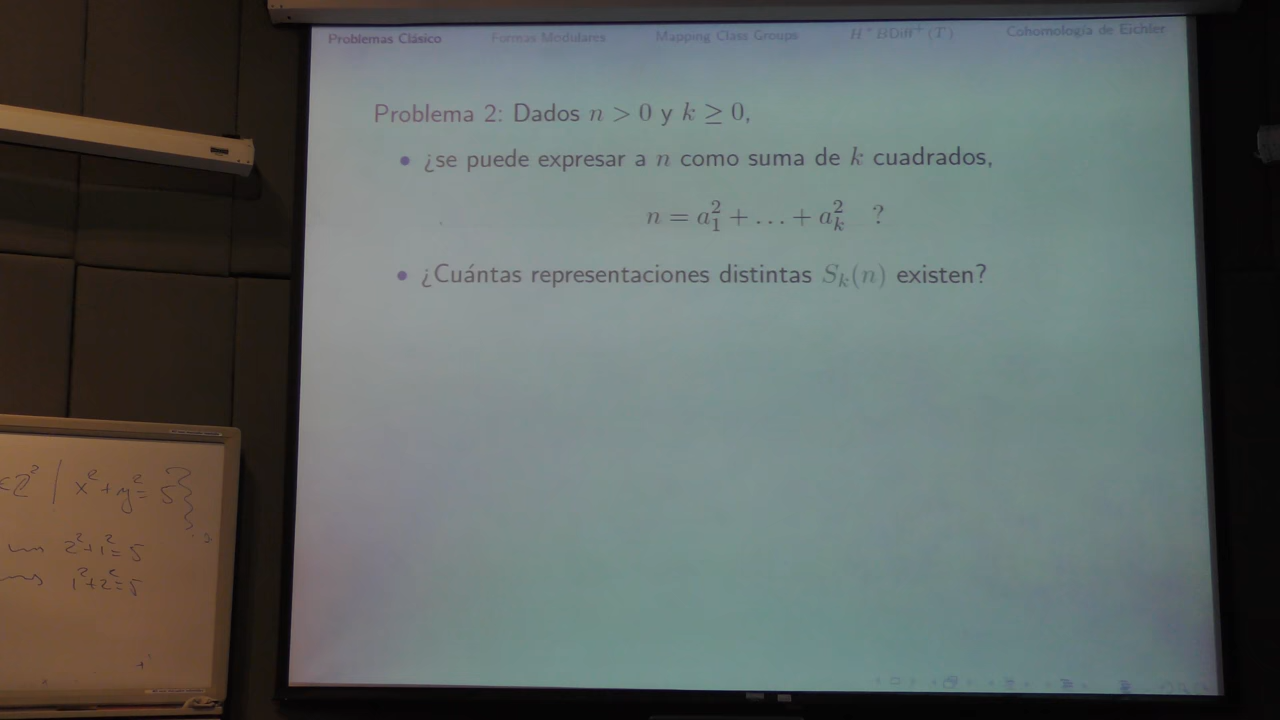 Problemas Clásico Formas Modulares Mapping Class Groups H*BDiff⁺(T) Cohomología de Eichler
Problema 2: Dados n > 0 y k ≥ 0,
• ¿se puede expresar a n como suma de k cuadrados,
n = a₁² + … + aₖ² ?
• ¿Cuántas representaciones distintas Sₖ(n) existen?
ℤ² | x² + y² = 5}
2² + 1² = 5
1² + 2² = 5